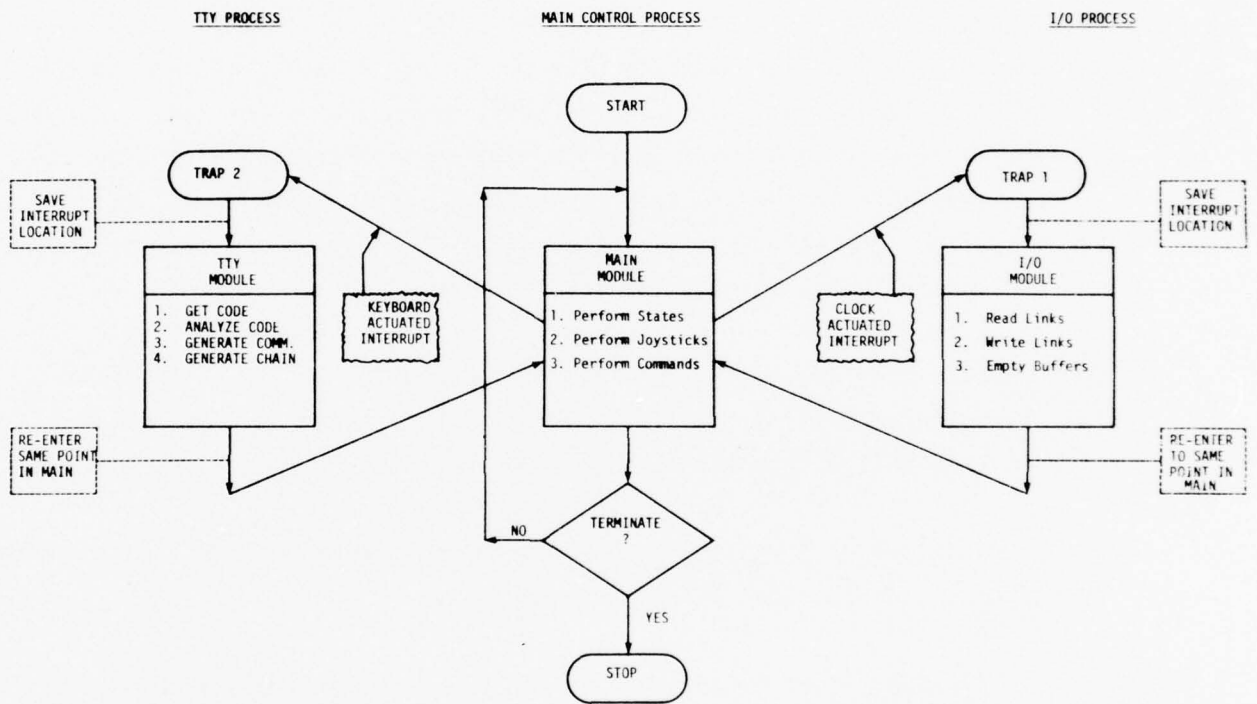 TTY PROCESS
MAIN CONTROL PROCESS
I/O PROCESS
START
TRAP 2
TRAP 1
SAVE
INTERRUPT
LOCATION
SAVE
INTERRUPT
LOCATION
TTY
MODULE
1. GET CODE
2. ANALYZE CODE
3. GENERATE COMM.
4. GENERATE CHAIN
KEYBOARD
ACTUATED
INTERRUPT
MAIN
MODULE
1. Perform States
2. Perform Joysticks
3. Perform Commands
CLOCK
ACTUATED
INTERRUPT
I/O
MODULE
1. Read Links
2. Write Links
3. Empty Buffers
RE-ENTER
SAME POINT
IN MAIN
RE-ENTER
TO SAME
POINT IN
MAIN
TERMINATE
?
NO
YES
STOP